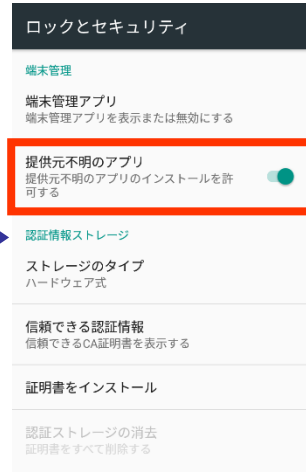 ロックとセキュリティ
端末管理
端末管理アプリ
端末管理アプリを表示または無効にする
提供元不明のアプリ
提供元不明のアプリのインストールを許
可する
認証情報ストレージ
ストレージのタイプ
ハードウェア式
信頼できる認証情報
信頼できるCA証明書を表示する
証明書をインストール
認証ストレージの消去
証明書をすべて削除する